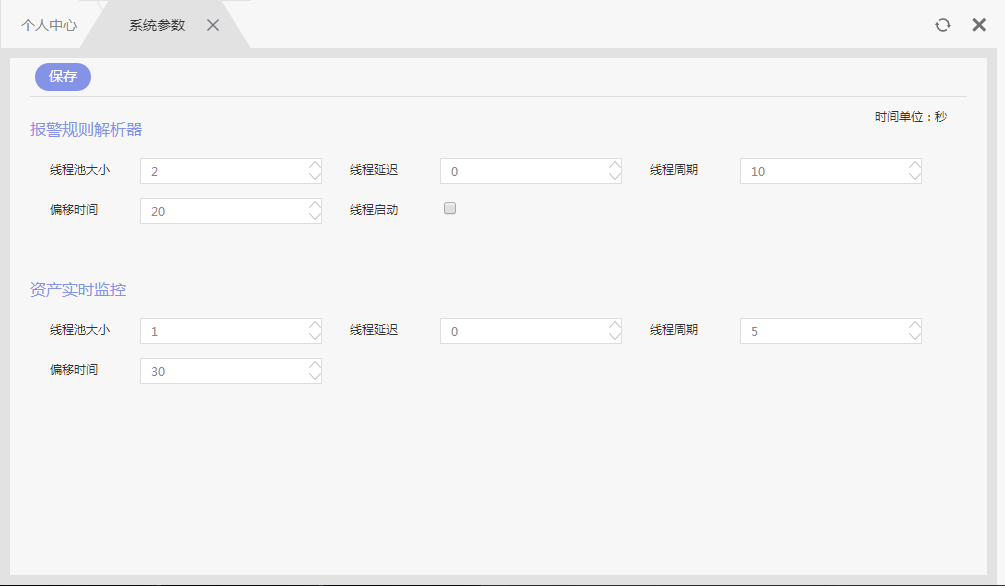 个人中心 系统参数
保存
时间单位：秒
报警规则解析器
线程池大小 2 线程延迟 0 线程周期 10
偏移时间 20 线程启动
资产实时监控
线程池大小 1 线程延迟 0 线程周期 5
偏移时间 30